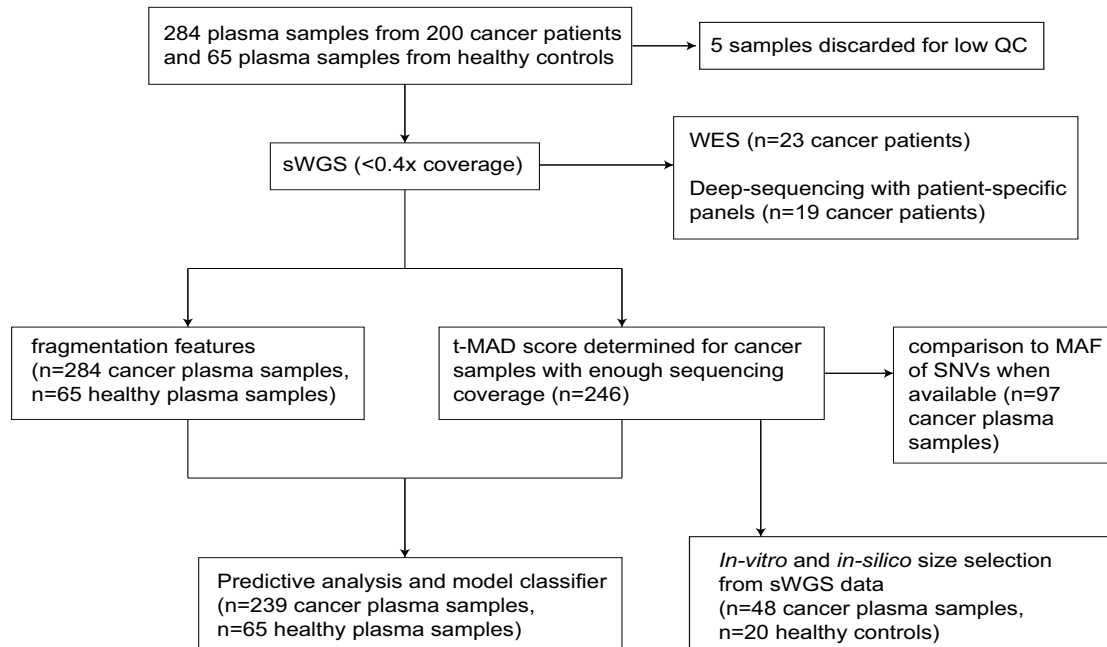 284 plasma samples from 200 cancer patients
and 65 plasma samples from healthy controls
5 samples discarded for low QC
sWGS (<0.4x coverage)
WES (n=23 cancer patients)
Deep-sequencing with patient-specific
panels (n=19 cancer patients)
fragmentation features
(n=284 cancer plasma samples,
n=65 healthy plasma samples)
t-MAD score determined for cancer
samples with enough sequencing
coverage (n=246)
comparison to MAF
of SNVs when
available (n=97
cancer plasma
samples)
Predictive analysis and model classifier
(n=239 cancer plasma samples,
n=65 healthy plasma samples)
In-vitro and in-silico size selection
from sWGS data
(n=48 cancer plasma samples,
n=20 healthy controls)